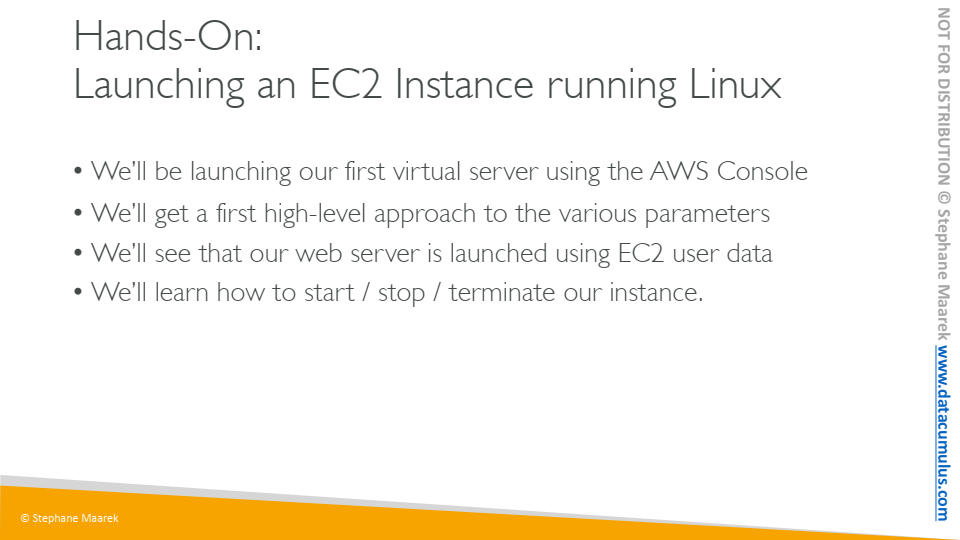 Hands-On:
Launching an EC2 Instance running Linux
• We'll be launching our first virtual server using the AWS Console
• We'll get a first high-level approach to the various parameters
• We'll see that our web server is launched using EC2 user data
• We'll learn how to start / stop / terminate our instance.
NOT FOR DISTRIBUTION © Stephane Maarek www.datacumulus.com
© Stephane Maarek